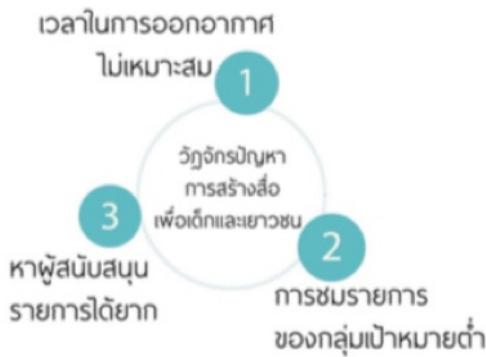 เวลาในการออกอากาศ
ไม่เหมาะสม
1
วัฏจักรปัญหา
การสร้างสื่อ
เพื่อเด็กและเยาวชน
3
2
หาผู้สนับสนุน
รายการได้ยาก
การชมรายการ
ของกลุ่มเป้าหมายต่ำ